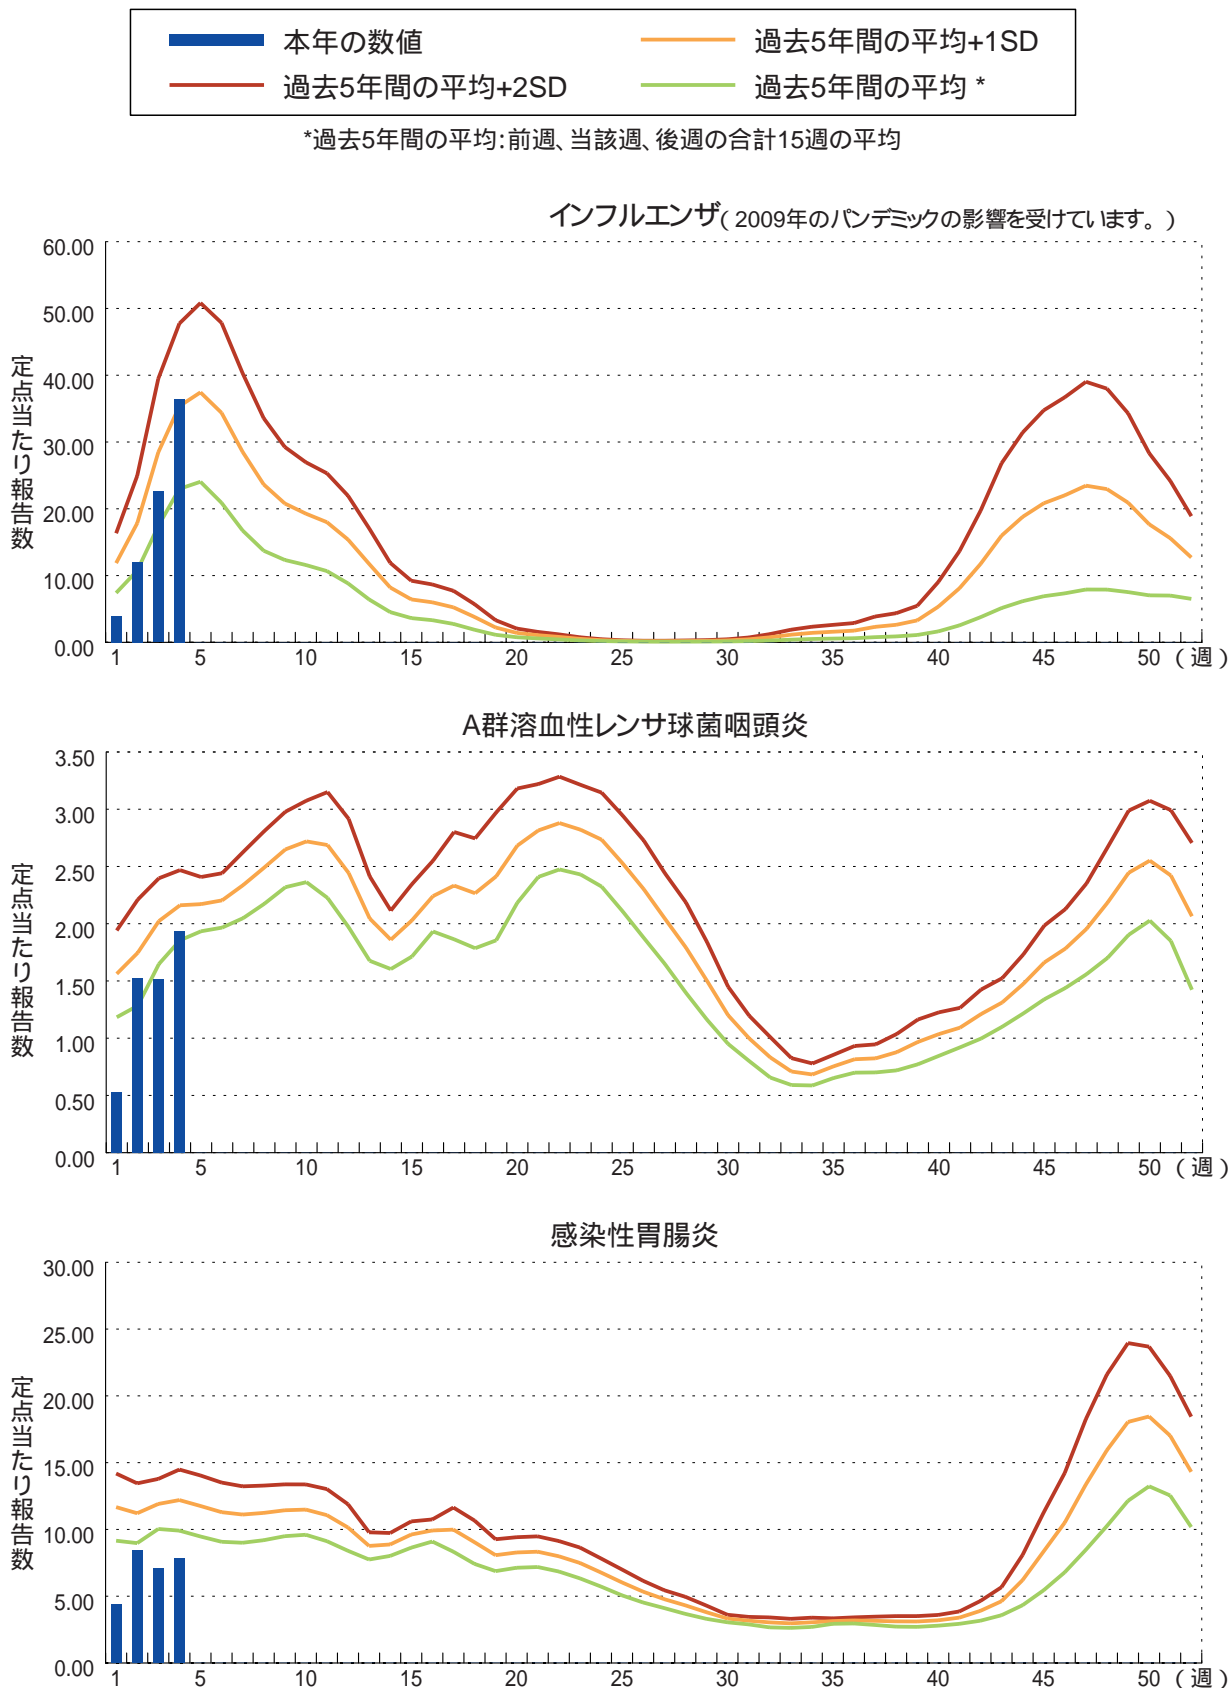 本年の数値
過去5年間の平均+1SD
過去5年間の平均+2SD
過去5年間の平均 *
*過去5年間の平均:前週、当該週、後週の合計15週の平均
インフルエンザ( 2009年のパンデミックの影響を受けています。 )
定点当たり報告数
60.00
50.00
40.00
30.00
20.00
10.00
0.00
1 5 10 15 20 25 30 35 40 45 50 (週)
A群溶血性レンサ球菌咽頭炎
定点当たり報告数
3.50
3.00
2.50
2.00
1.50
1.00
0.50
0.00
1 5 10 15 20 25 30 35 40 45 50 (週)
感染性胃腸炎
定点当たり報告数
30.00
25.00
20.00
15.00
10.00
5.00
0.00
1 5 10 15 20 25 30 35 40 45 50 (週)